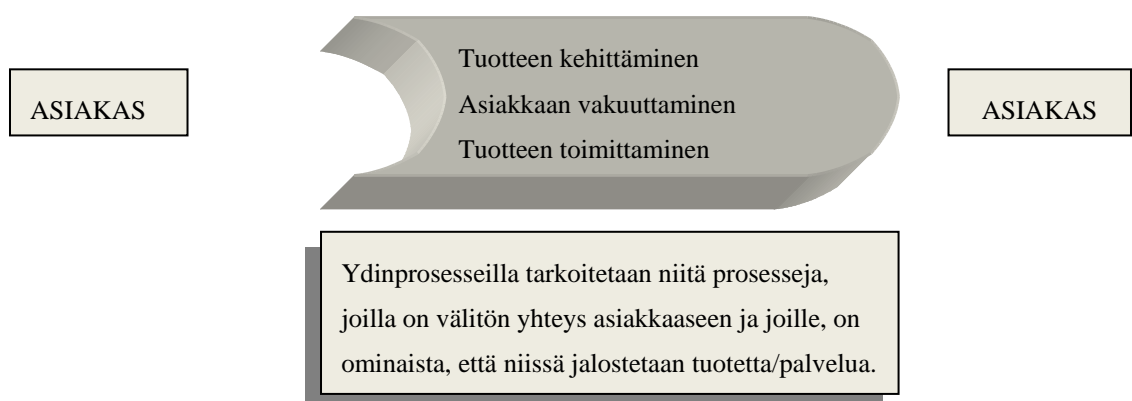 ASIAKAS
Tuotteen kehittäminen
Asiakkaan vakuuttaminen
Tuotteen toimittaminen
ASIAKAS
Ydinprosesseilla tarkoitetaan niitä prosesseja,
joilla on välitön yhteys asiakkaaseen ja joille, on
ominaista, että niissä jalostetaan tuotetta/palvelua.